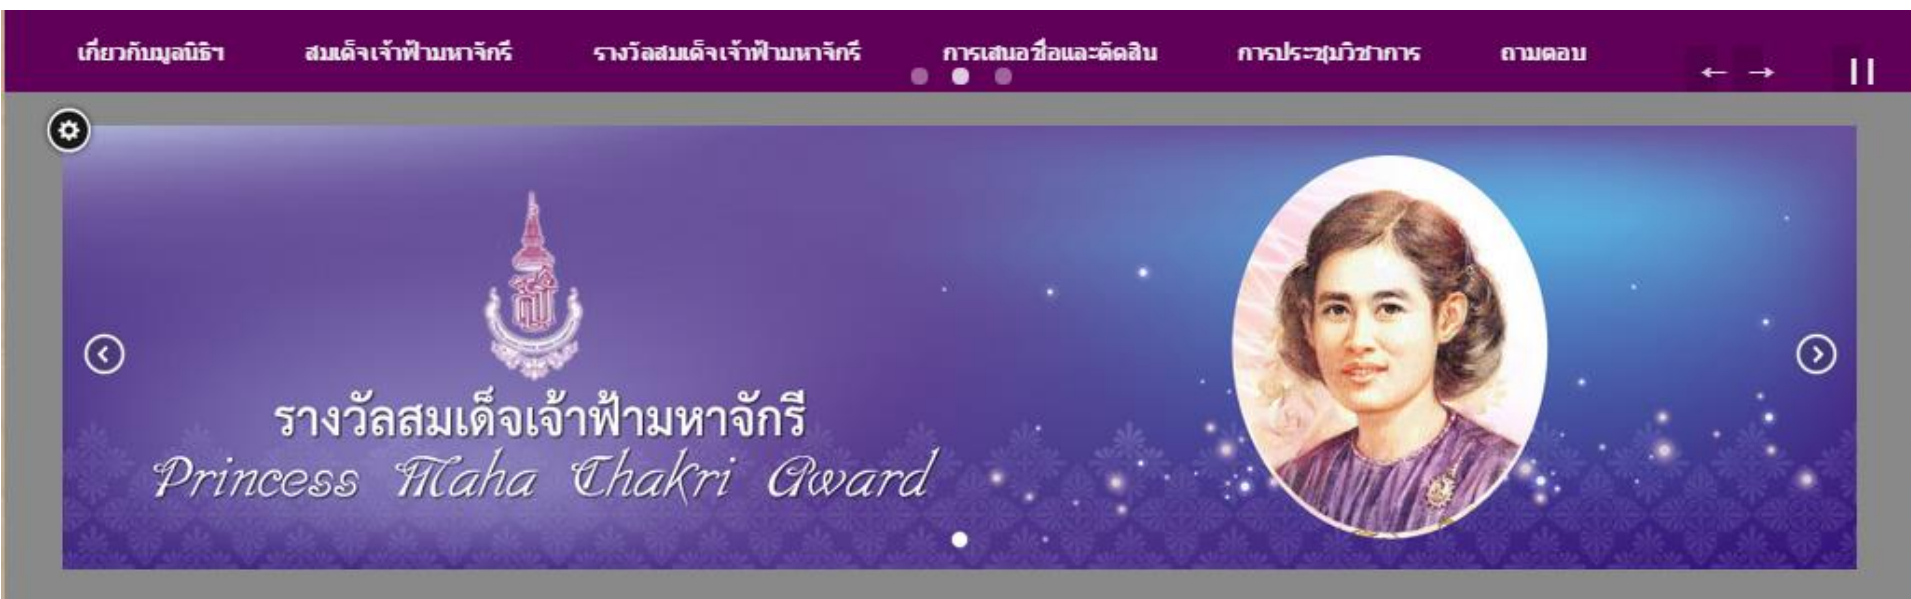 เกี่ยวกับมูลนิธิฯ สมเด็จเจ้าฟ้ามหาจักรี รางวัลสมเด็จเจ้าฟ้ามหาจักรี การเสนอชื่อและตัดสิน การประชุมวิชาการ ถามตอบ
รางวัลสมเด็จเจ้าฟ้ามหาจักรี
Princess Maha Chakri Award